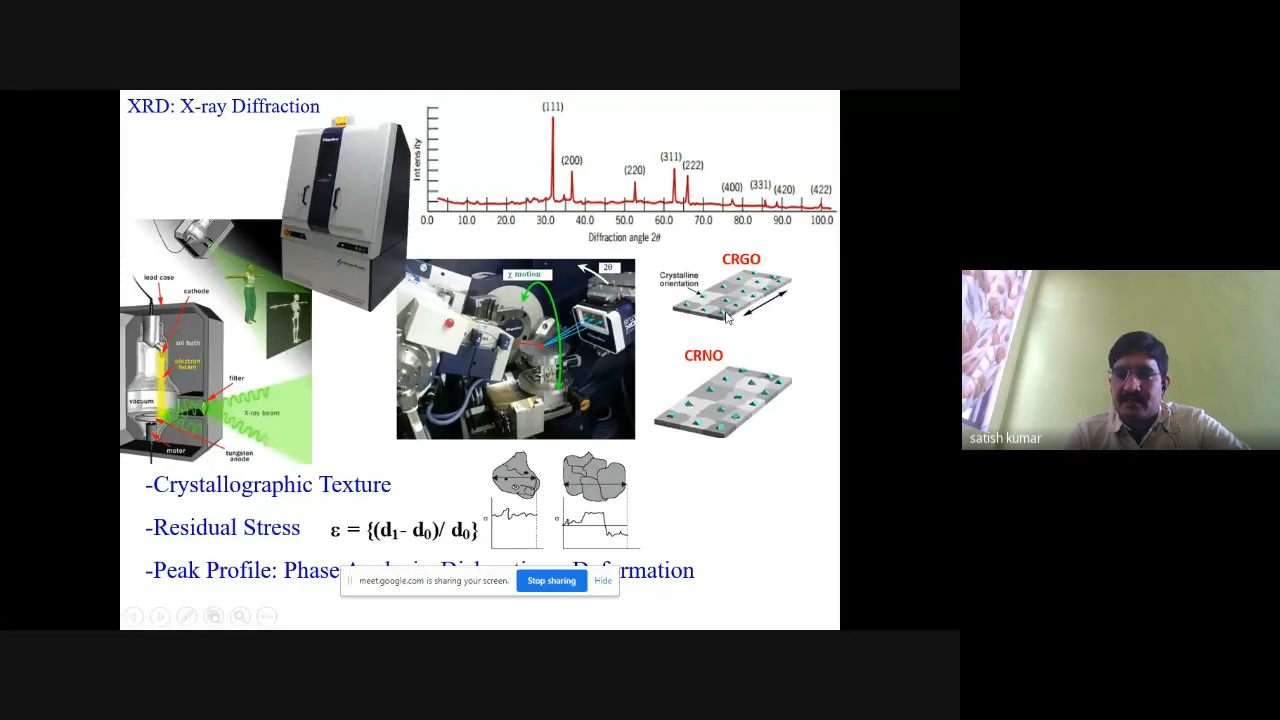 XRD: X-ray Diffraction
Intensity
(111)
(200)
(220)
(311)
(222)
(400)
(331)
(420)
(422)
0.0 10.0 20.0 30.0 40.0 50.0 60.0 70.0 80.0 90.0 100.0
Diffraction angle 2θ
lead case
cathode
oil bath
electron
beam
filter
vacuum
X-ray beam
motor
tungsten
anode
χ motion
2θ
CRGO
Crystalline
orientation
CRNO
-Crystallographic Texture
-Residual Stress ε = {(d₁- d₀)/ d₀}
σ
σ
-Peak Profile: Phase
meet.google.com is sharing your screen.
Stop sharing
Hide
satish kumar